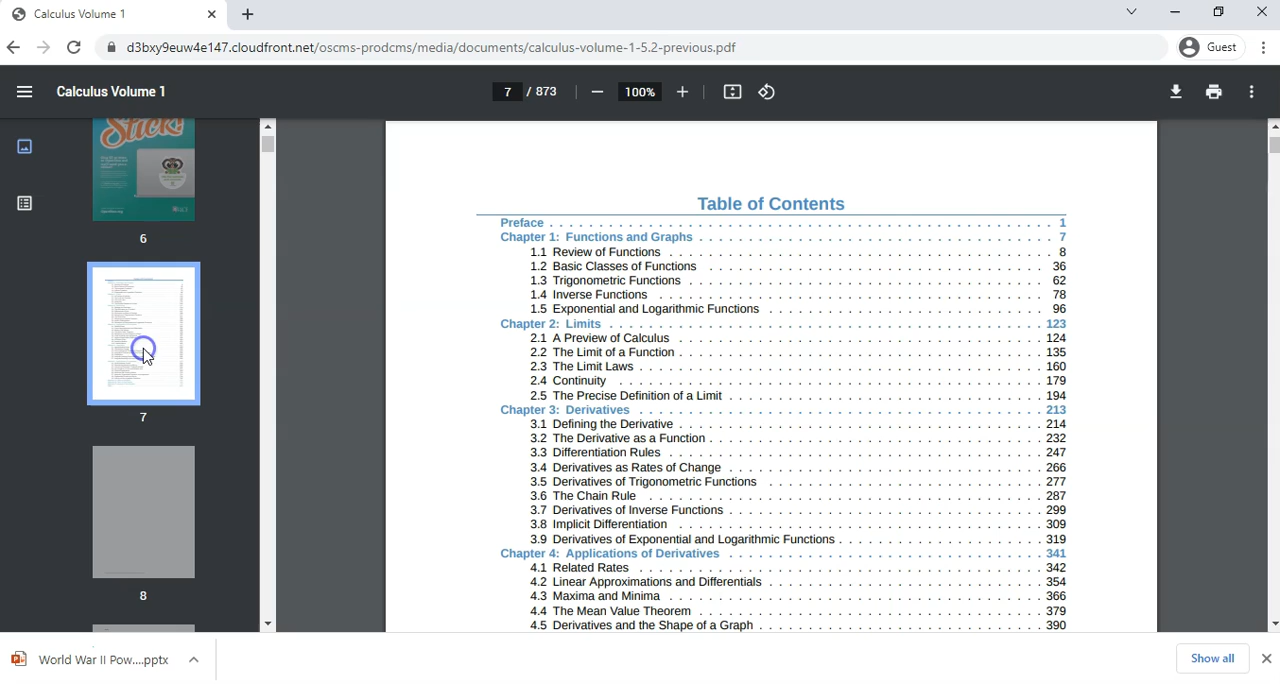 Calculus Volume 1
d3bxy9euw4e147.cloudfront.net/oscms-prodcms/media/documents/calculus-volume-1-5.2-previous.pdf
Guest
Calculus Volume 1
7 / 873
100%
Stick!
6
7
8
Table of Contents
Preface . . . 1
Chapter 1: Functions and Graphs . . . 7
1.1 Review of Functions . . . 8
1.2 Basic Classes of Functions . . . 36
1.3 Trigonometric Functions . . . 62
1.4 Inverse Functions . . . 78
1.5 Exponential and Logarithmic Functions . . . 96
Chapter 2: Limits . . . 123
2.1 A Preview of Calculus . . . 124
2.2 The Limit of a Function . . . 135
2.3 The Limit Laws . . . 160
2.4 Continuity . . . 179
2.5 The Precise Definition of a Limit . . . 194
Chapter 3: Derivatives . . . 213
3.1 Defining the Derivative . . . 214
3.2 The Derivative as a Function . . . 232
3.3 Differentiation Rules . . . 247
3.4 Derivatives as Rates of Change . . . 266
3.5 Derivatives of Trigonometric Functions . . . 277
3.6 The Chain Rule . . . 287
3.7 Derivatives of Inverse Functions . . . 299
3.8 Implicit Differentiation . . . 309
3.9 Derivatives of Exponential and Logarithmic Functions . . . 319
Chapter 4: Applications of Derivatives . . . 341
4.1 Related Rates . . . 342
4.2 Linear Approximations and Differentials . . . 354
4.3 Maxima and Minima . . . 366
4.4 The Mean Value Theorem . . . 379
4.5 Derivatives and the Shape of a Graph . . . 390
World War II Pow....pptx
Show all